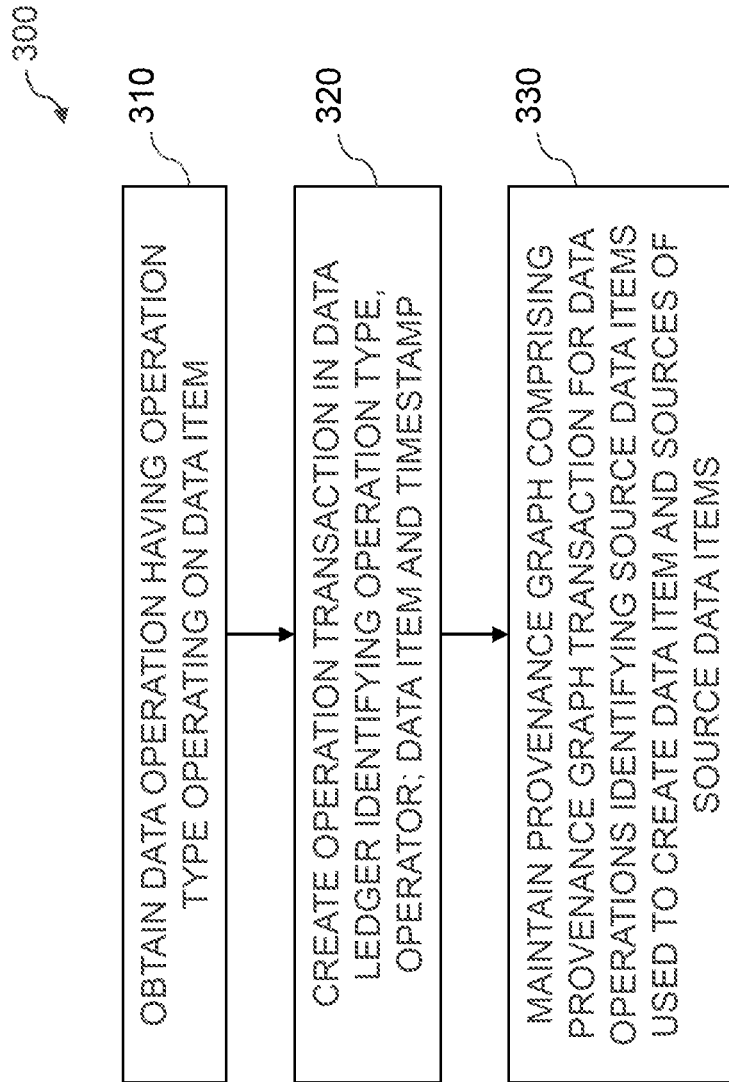 300
310
OBTAIN DATA OPERATION HAVING OPERATION
TYPE OPERATING ON DATA ITEM
320
CREATE OPERATION TRANSACTION IN DATA
LEDGER IDENTIFYING OPERATION TYPE,
OPERATOR; DATA ITEM AND TIMESTAMP
330
MAINTAIN PROVENANCE GRAPH COMPRISING
PROVENANCE GRAPH TRANSACTION FOR DATA
OPERATIONS IDENTIFYING SOURCE DATA ITEMS
USED TO CREATE DATA ITEM AND SOURCES OF
SOURCE DATA ITEMS